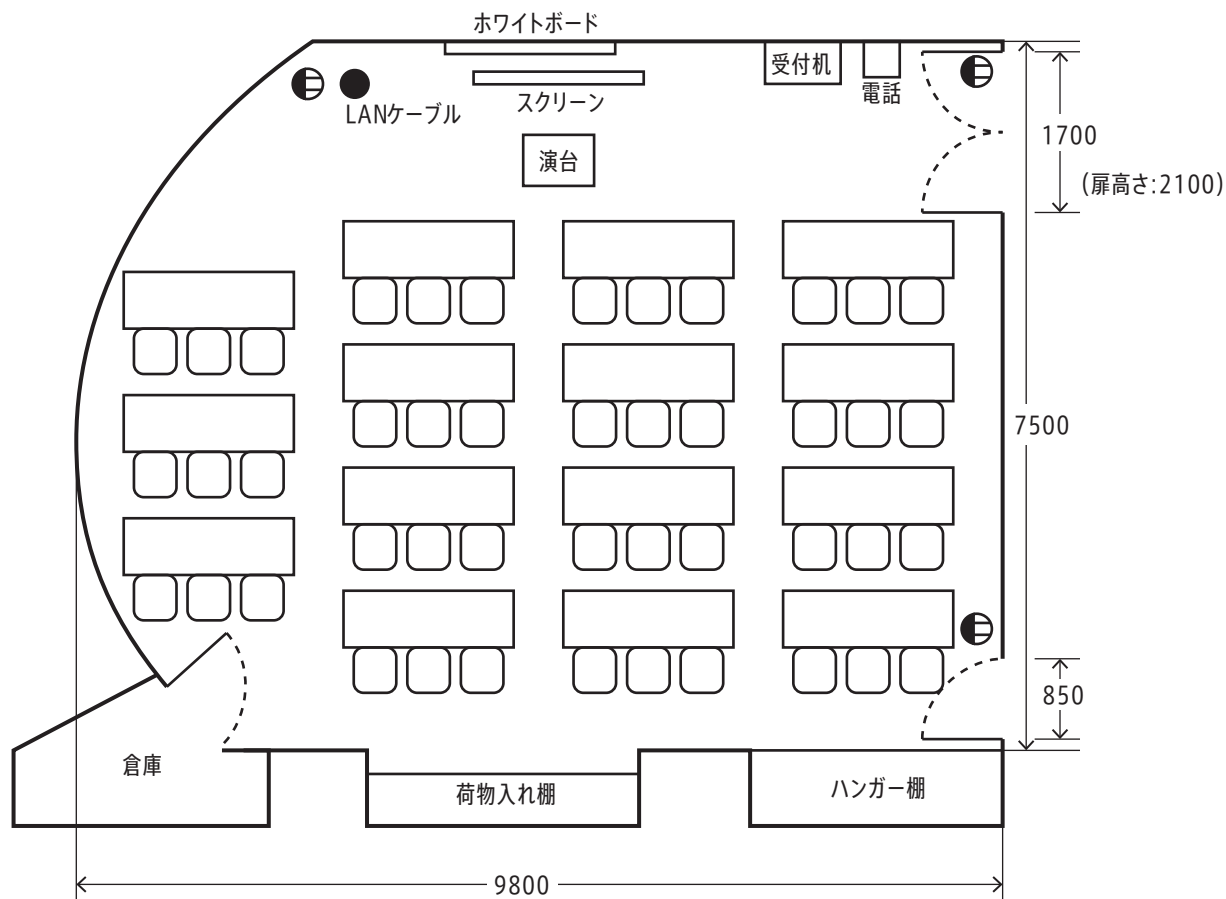 ホワイトボード
受付机
電話
スクリーン
LANケーブル
演台
1700
(扉高さ:2100)
7500
850
倉庫
荷物入れ棚
ハンガー棚
9800